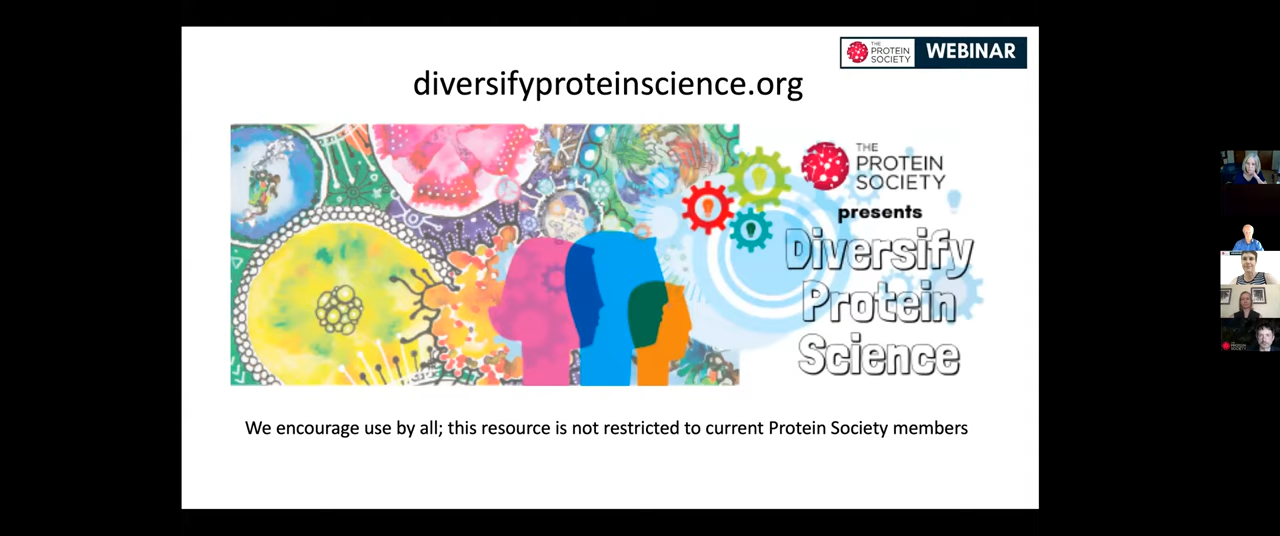 THE
PROTEIN
SOCIETY
WEBINAR
diversifyproteinscience.org
THE
PROTEIN
SOCIETY
presents
Diversify
Protein
Science
We encourage use by all; this resource is not restricted to current Protein Society members